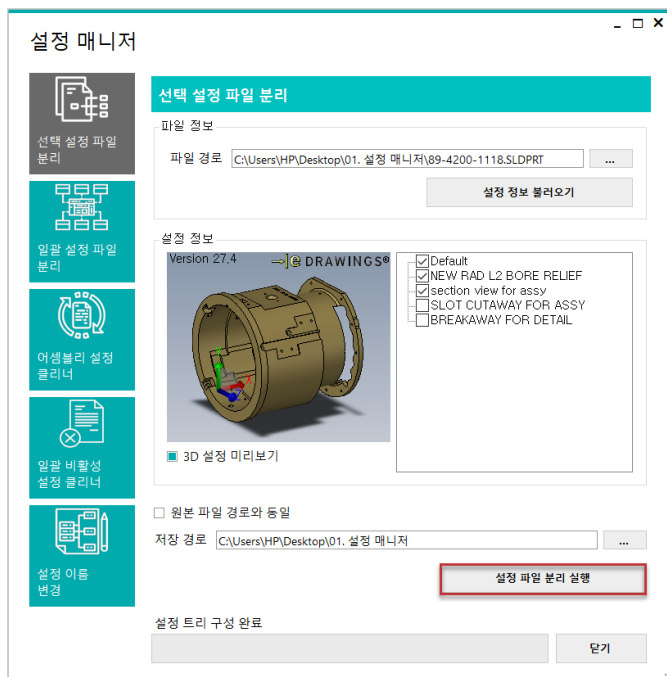 설정 매니저
선택 설정 파일
분리
일괄 설정 파일
분리
어셈블리 설정
클리너
일괄 비활성
설정 클리너
설정 이름
변경
선택 설정 파일 분리
파일 정보
파일 경로 C:\Users\HP\Desktop\01. 설정 매니저\89-4200-1118.SLDPRT ...
설정 정보 불러오기
설정 정보
Version 27,4 eDRAWINGS®
Default
NEW RAD L2 BORE RELIEF
section view for assy
SLOT CUTAWAY FOR ASSY
BREAKAWAY FOR DETAIL
3D 설정 미리보기
원본 파일 경로와 동일
저장 경로 C:\Users\HP\Desktop\01. 설정 매니저 ...
설정 파일 분리 실행
설정 트리 구성 완료
닫기